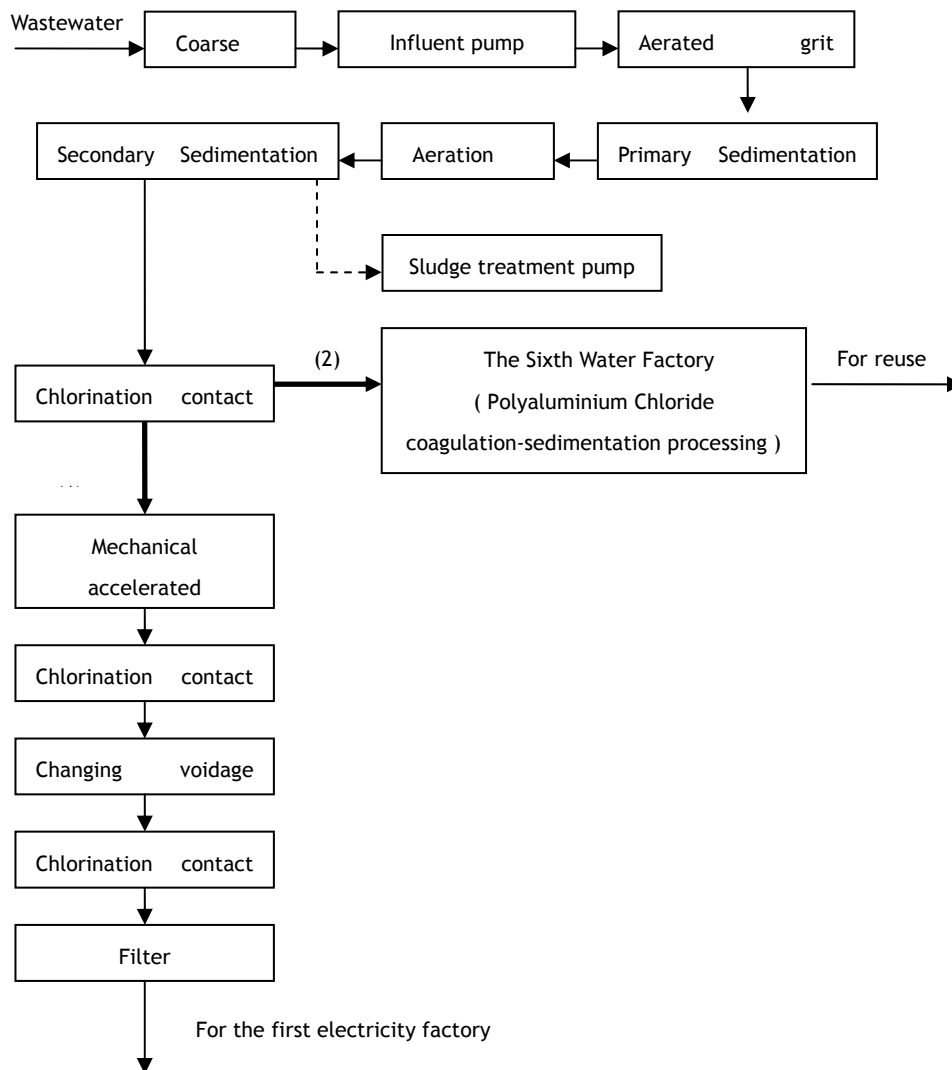 Wastewater
Coarse
Influent pump
Aerated grit
Secondary Sedimentation
Aeration
Primary Sedimentation
Sludge treatment pump
(2)
The Sixth Water Factory
For reuse
Chlorination contact
( Polyaluminium Chloride
coagulation-sedimentation processing )
Mechanical
accelerated
Chlorination contact
Changing voidage
Chlorination contact
Filter
For the first electricity factory